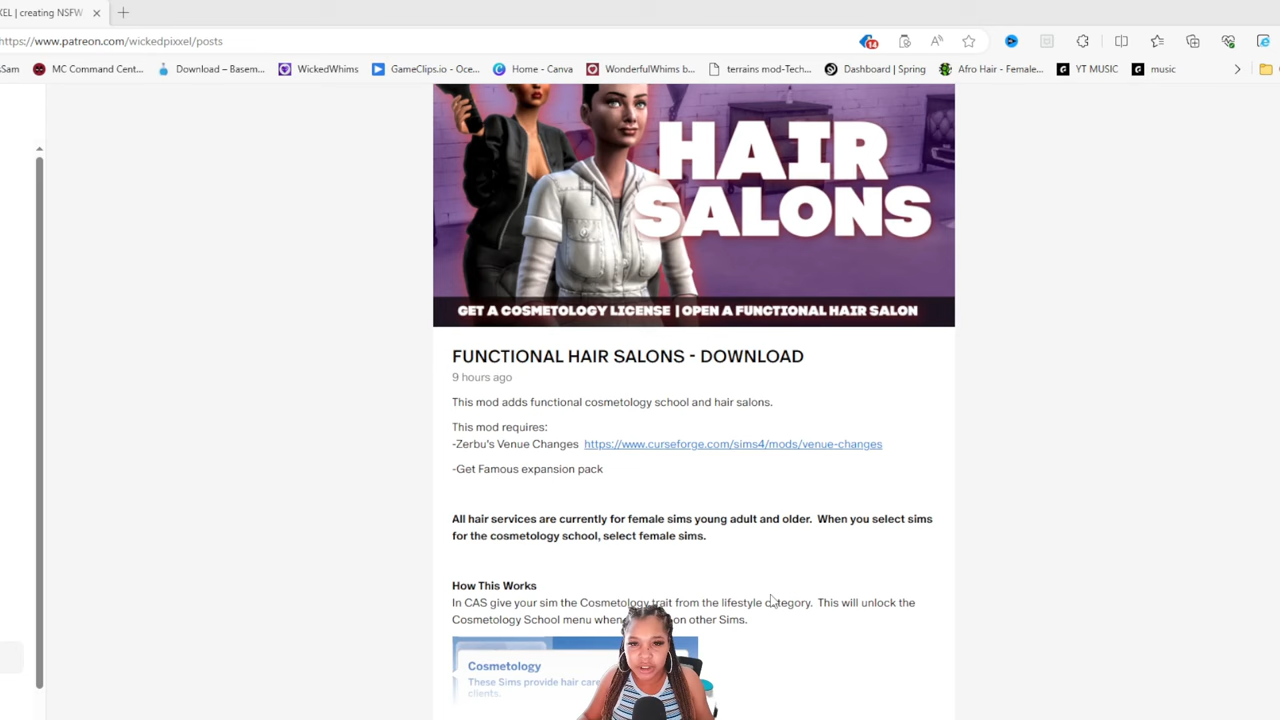 XEL | creating NSFW
https://www.patreon.com/wickedpixxel/posts
14
Sam
MC Command Cent...
Download – Basem...
WickedWhims
GameClips.io - Oce...
Home - Canva
WonderfulWhims b...
terrains mod-Tech...
Dashboard | Spring
Afro Hair - Female...
YT MUSIC
music
HAIR
SALONS
GET A COSMETOLOGY LICENSE | OPEN A FUNCTIONAL HAIR SALON
FUNCTIONAL HAIR SALONS - DOWNLOAD
9 hours ago
This mod adds functional cosmetology school and hair salons.
This mod requires:
-Zerbu's Venue Changes https://www.curseforge.com/sims4/mods/venue-changes
-Get Famous expansion pack
All hair services are currently for female sims young adult and older. When you select sims
for the cosmetology school, select female sims.
How This Works
In CAS give your sim the Cosmetology trait from the lifestyle category. This will unlock the
Cosmetology School menu when on other Sims.
Cosmetology
These Sims provide hair care
clients.